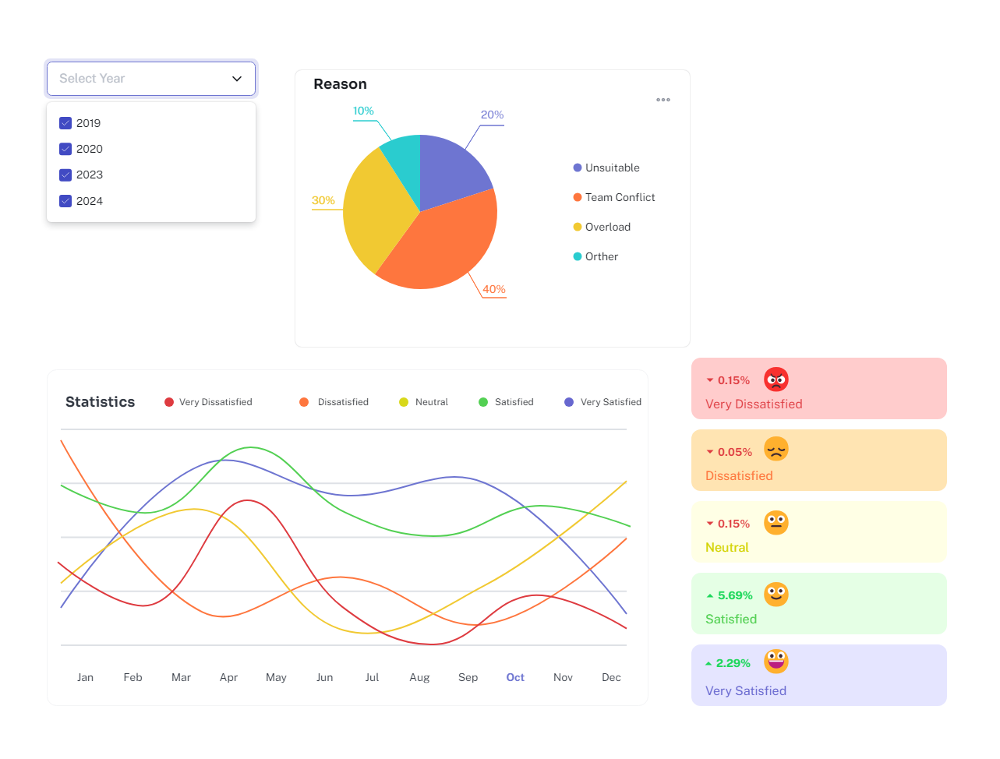 Select Year
2019
2020
2023
2024
Reason
10%
20%
30%
40%
Unsuitable
Team Conflict
Overload
Orther
Statistics
Very Dissatisfied
Dissatisfied
Neutral
Satisfied
Very Satisfied
Jan Feb Mar Apr May Jun Jul Aug Sep Oct Nov Dec
0.15%
Very Dissatisfied
0.05%
Dissatisfied
0.15%
Neutral
5.69%
Satisfied
2.29%
Very Satisfied